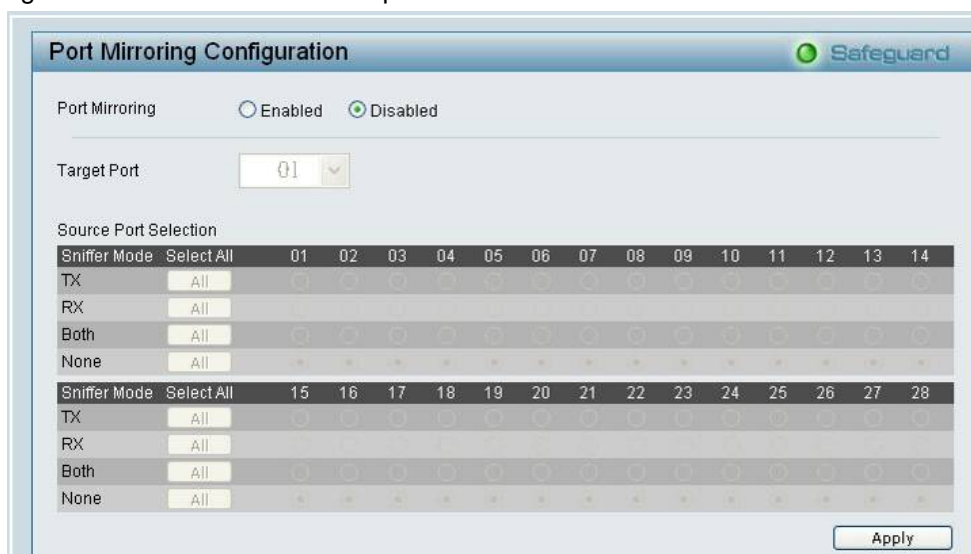 Port Mirroring Configuration Safeguard
Port Mirroring Enabled Disabled
Target Port 01
Source Port Selection
Sniffer Mode Select All 01 02 03 04 05 06 07 08 09 10 11 12 13 14
TX All
RX All
Both All
None All
Sniffer Mode Select All 15 16 17 18 19 20 21 22 23 24 25 26 27 28
TX All
RX All
Both All
None All
Apply